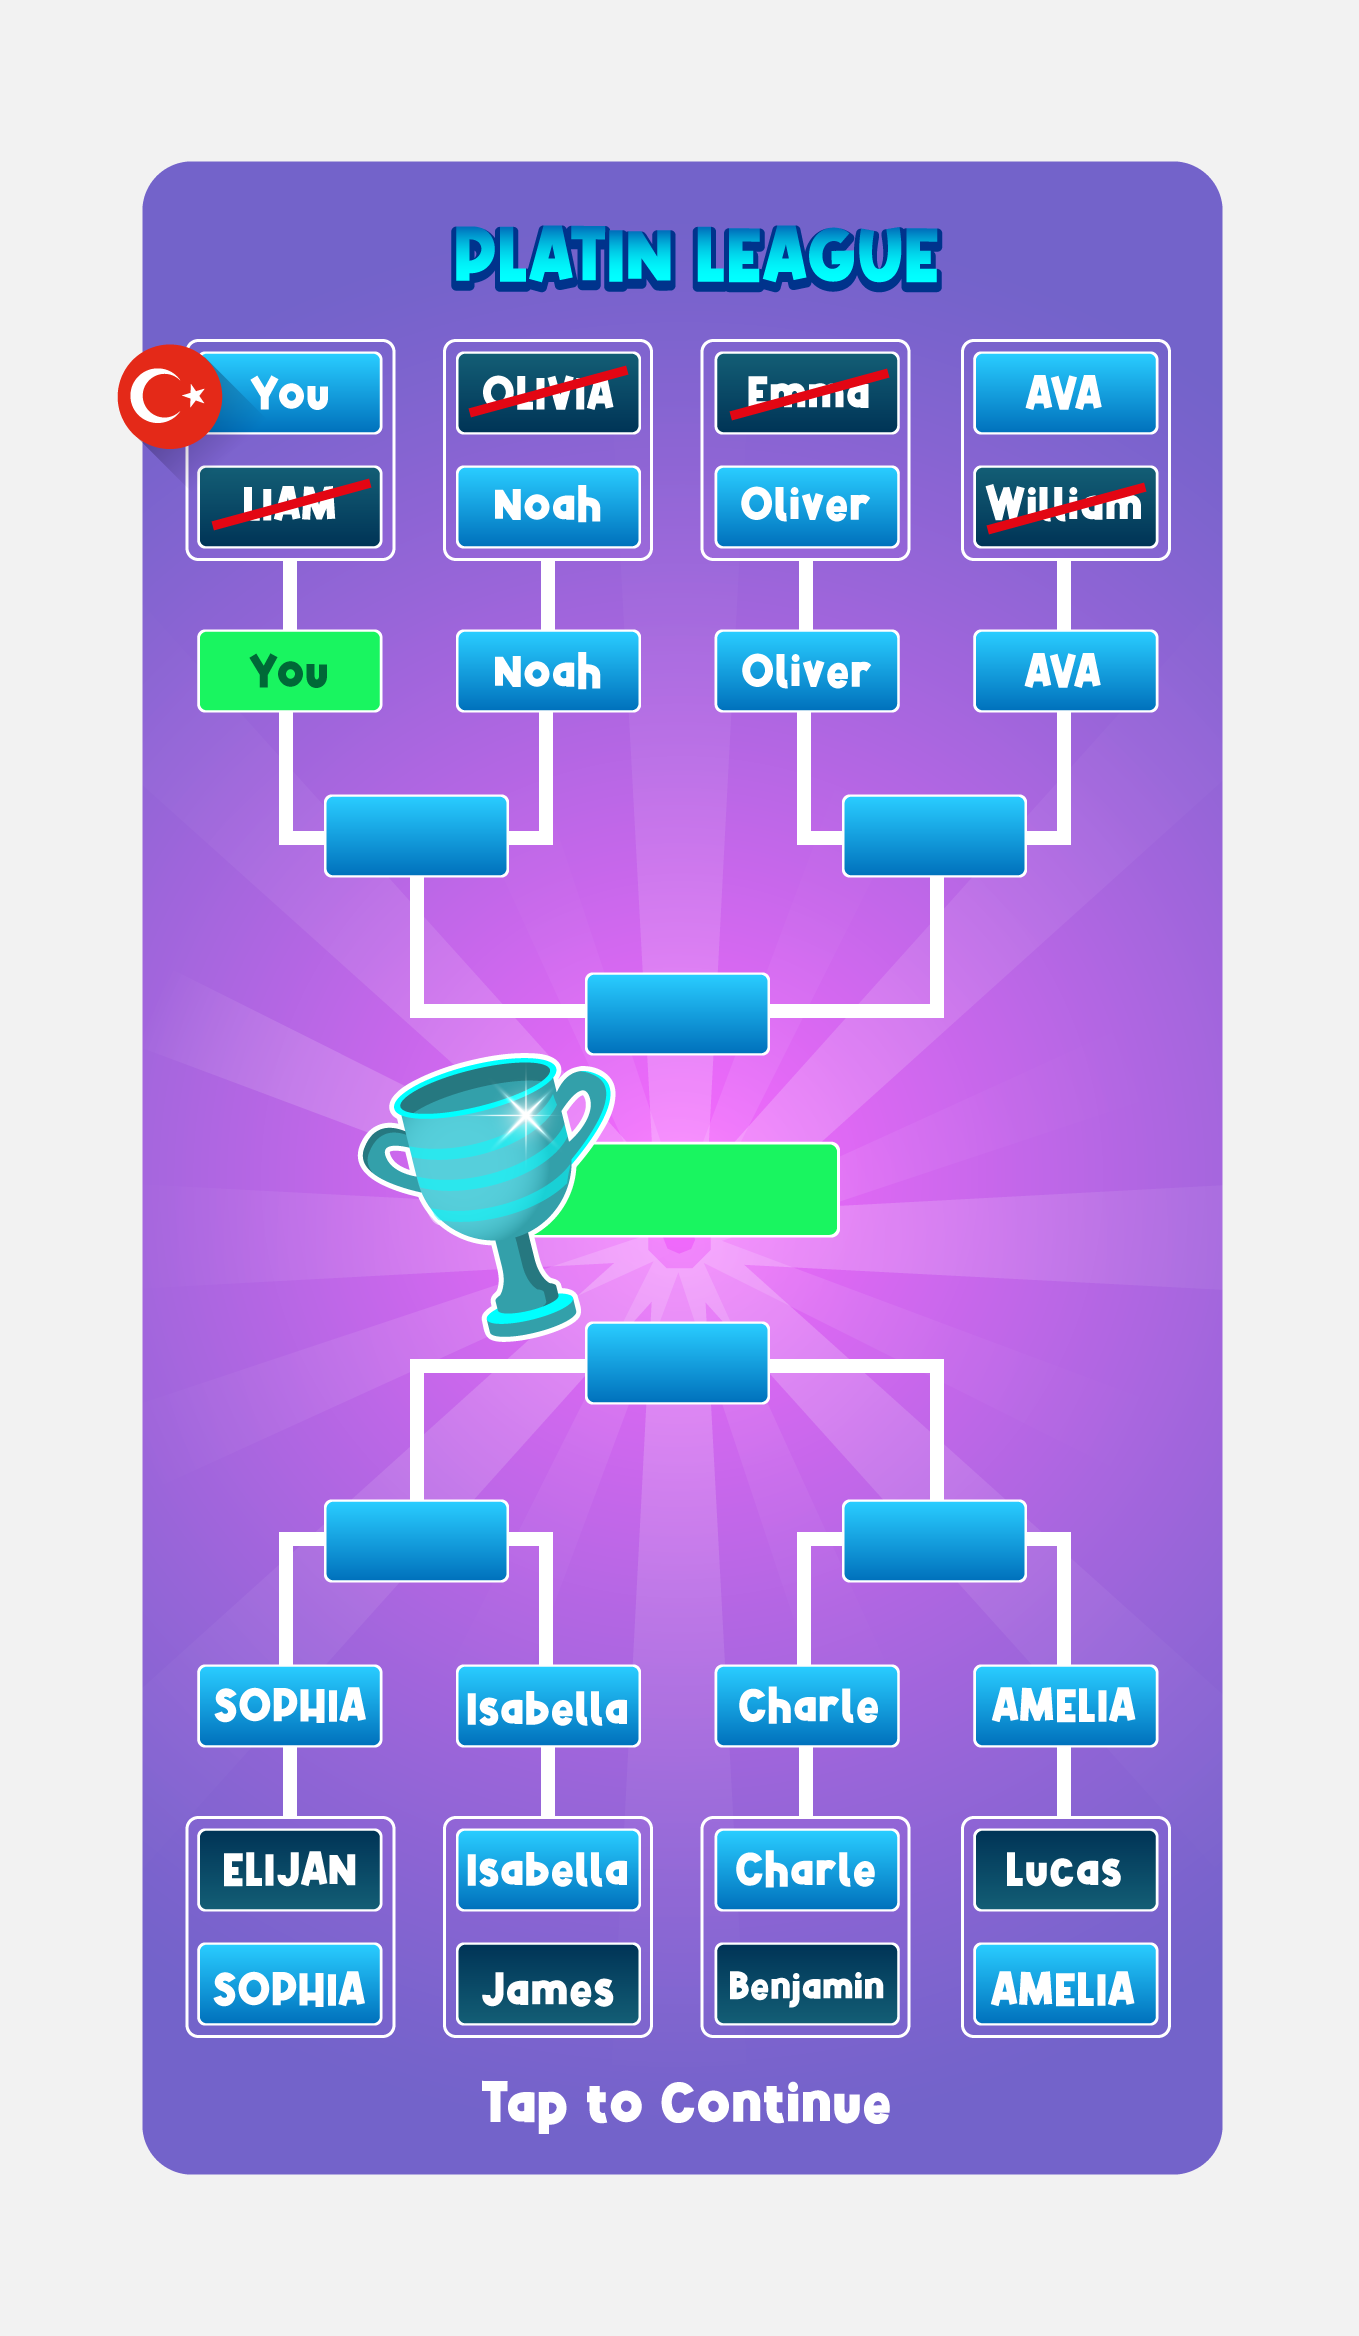 PLATIN LEAGUE
You
OLIVIA
Emma
AVA
LIAM
Noah
Oliver
William
You
Noah
Oliver
AVA
SOPHIA
Isabella
Charle
AMELIA
ELIJAN
Isabella
Charle
Lucas
SOPHIA
James
Benjamin
AMELIA
Tap to Continue